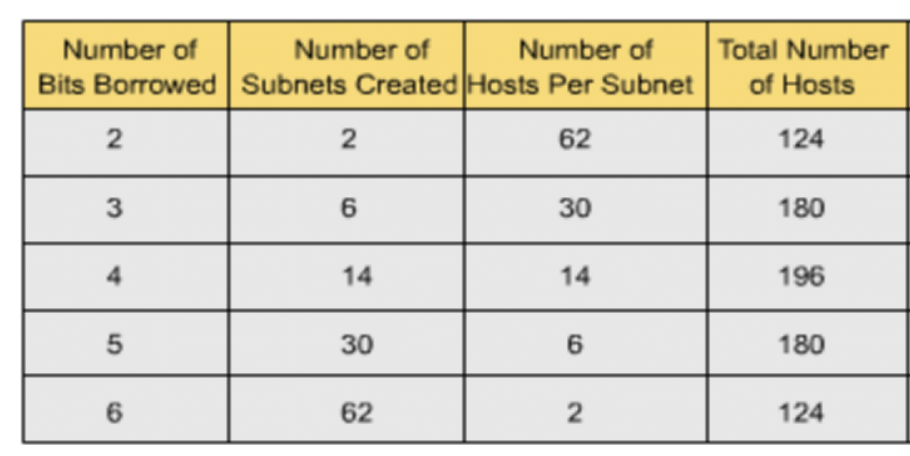 Number of Bits Borrowed Number of Subnets Created Number of Hosts Per Subnet Total Number of Hosts
2 2 62 124
3 6 30 180
4 14 14 196
5 30 6 180
6 62 2 124